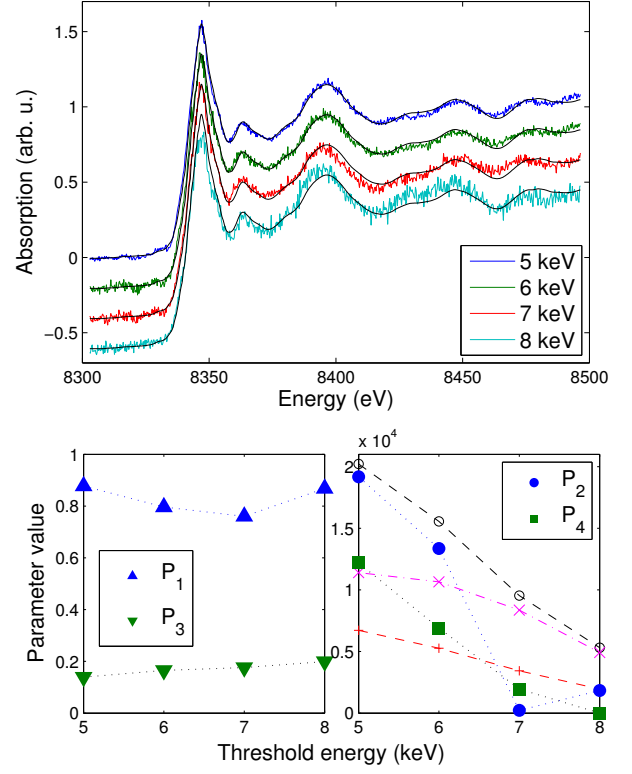 1.5
1
0.5
0
−0.5
Absorption (arb. u.)
5 keV
6 keV
7 keV
8 keV
8300 8350 8400 8450 8500
Energy (eV)
1
0.8
0.6
0.4
0.2
0
Parameter value
P1
P3
5 6 7 8
x 10^4
2
1.5
1
0.5
0
P2
P4
5 6 7 8
Threshold energy (keV)